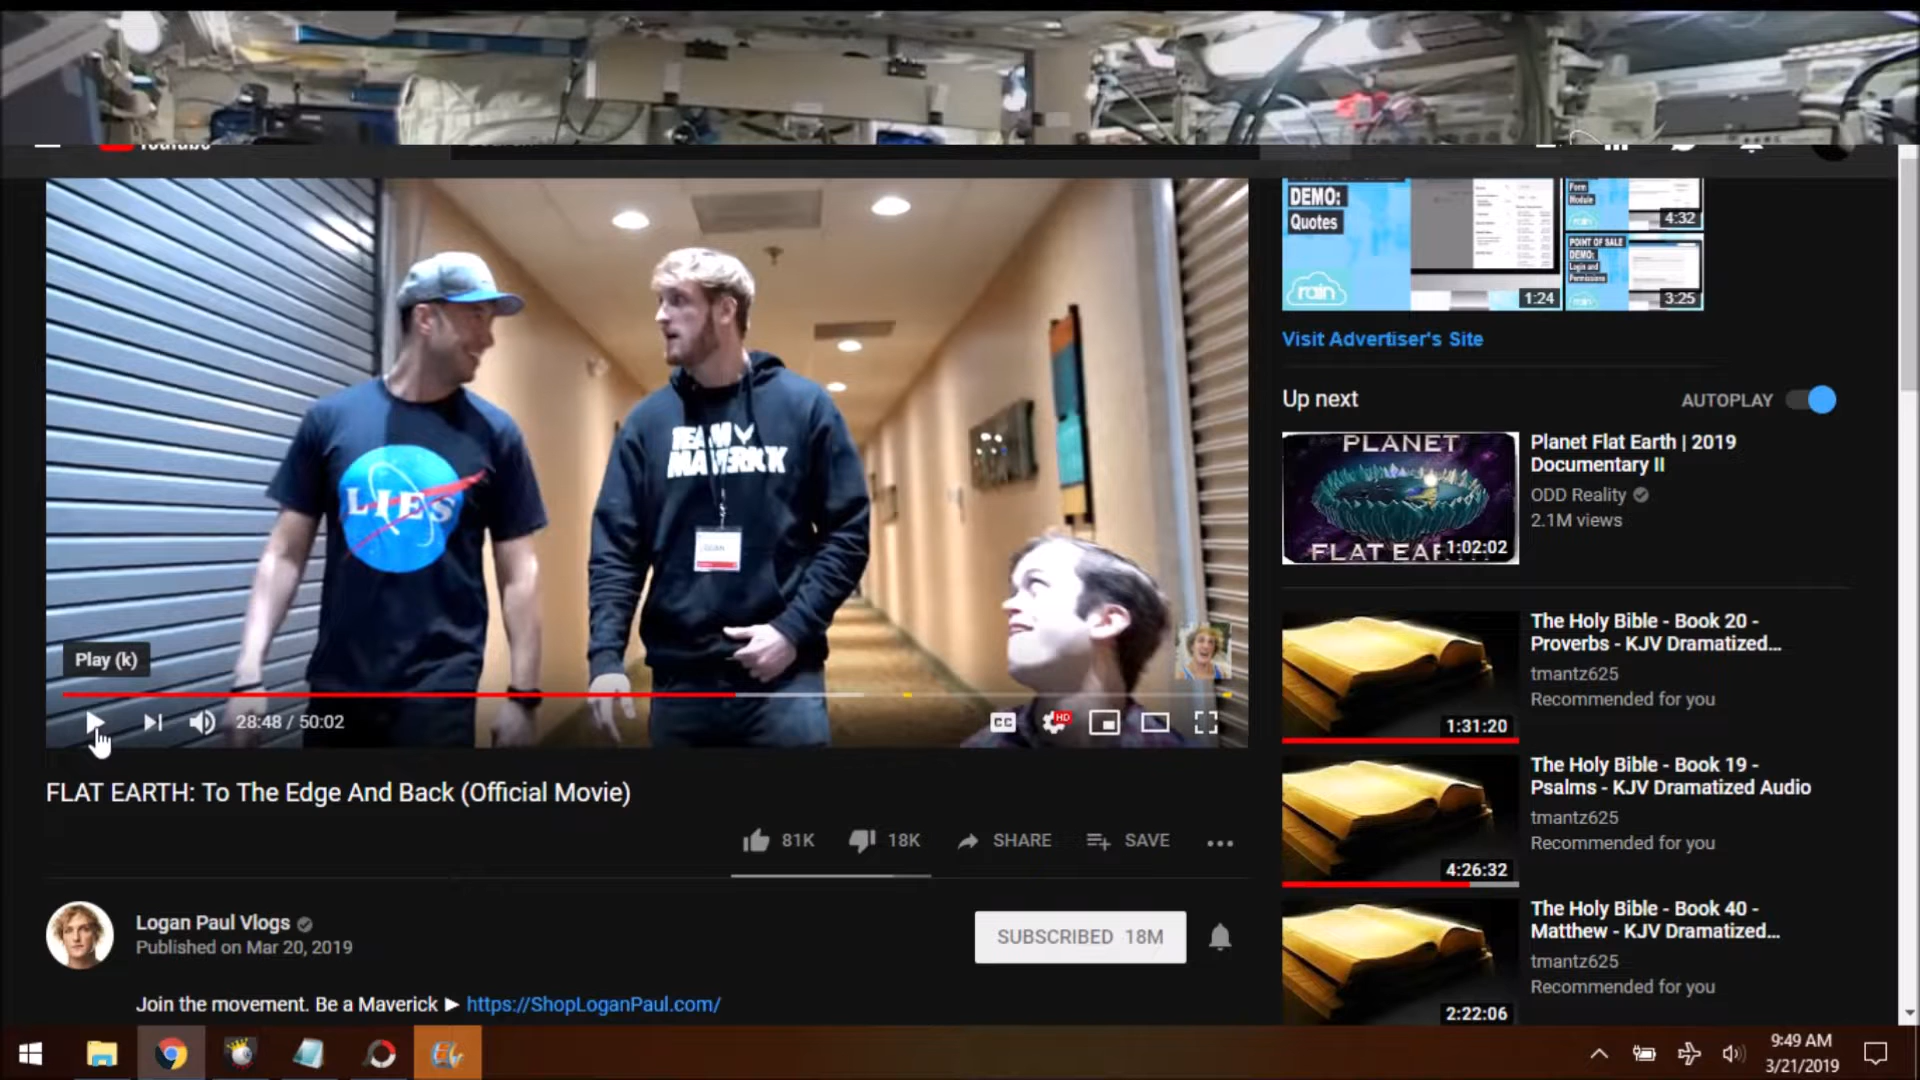 YouTube
TEAM
MAVERICK
LIES
Play (k)
28:48 / 50:02
CC
HD
FLAT EARTH: To The Edge And Back (Official Movie)
81K
18K
SHARE
SAVE
Logan Paul Vlogs
Published on Mar 20, 2019
SUBSCRIBED 18M
Join the movement. Be a Maverick ► https://ShopLoganPaul.com/
DEMO:
Quotes
rain
1:24
Form
Module
rain
4:32
POINT OF SALE
DEMO:
Login and
Permissions
rain
3:25
Visit Advertiser's Site
Up next
AUTOPLAY
PLANET
FLAT EAR
1:02:02
Planet Flat Earth | 2019
Documentary II
ODD Reality
2.1M views
The Holy Bible - Book 20 -
Proverbs - KJV Dramatized...
tmantz625
Recommended for you
1:31:20
The Holy Bible - Book 19 -
Psalms - KJV Dramatized Audio
tmantz625
Recommended for you
4:26:32
The Holy Bible - Book 40 -
Matthew - KJV Dramatized...
tmantz625
Recommended for you
2:22:06
9:49 AM
3/21/2019